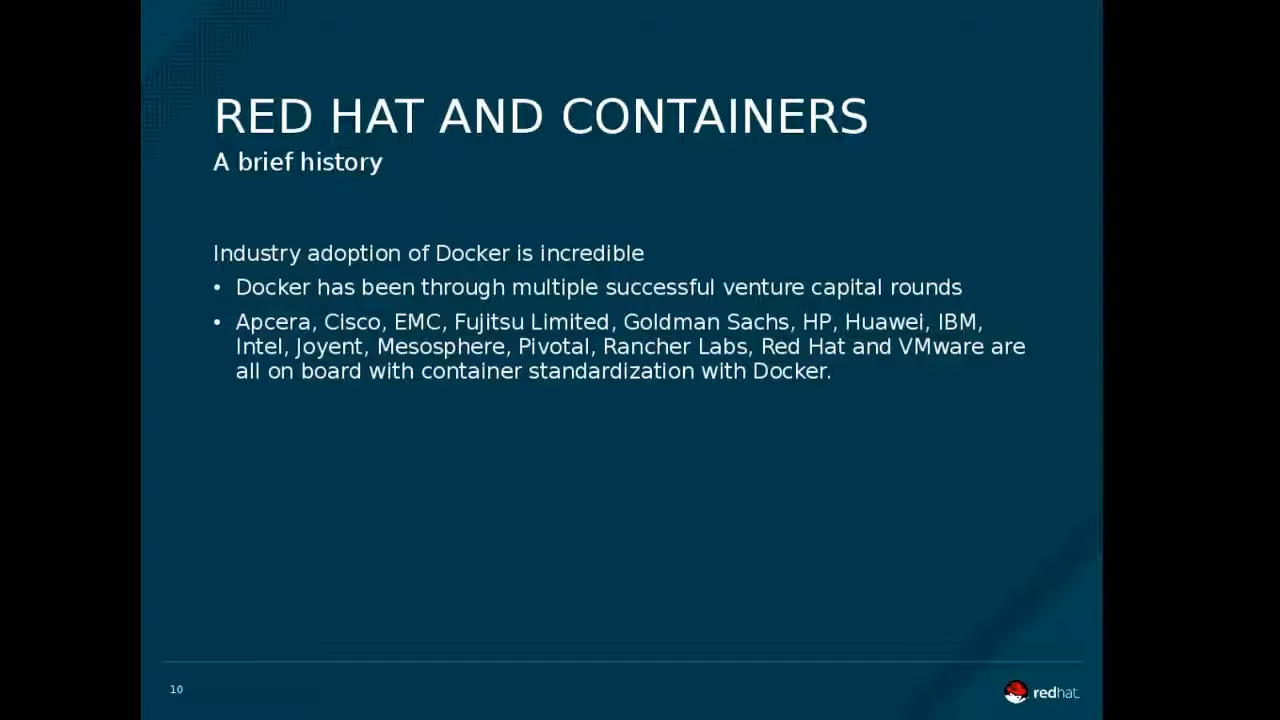 RED HAT AND CONTAINERS
A brief history
Industry adoption of Docker is incredible
• Docker has been through multiple successful venture capital rounds
• Apcera, Cisco, EMC, Fujitsu Limited, Goldman Sachs, HP, Huawei, IBM,
Intel, Joyent, Mesosphere, Pivotal, Rancher Labs, Red Hat and VMware are
all on board with container standardization with Docker.
10
redhat.